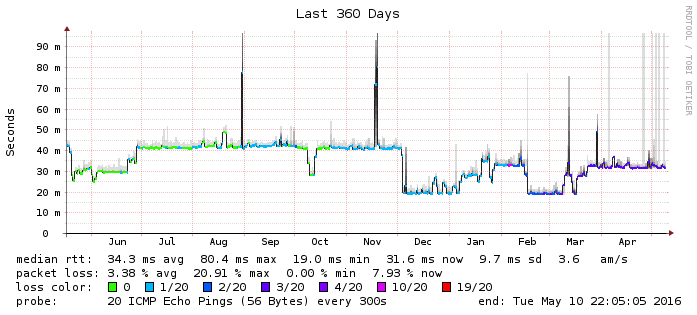 Last 360 Days
RRDTOOL / TOBI OETIKER
Seconds
90 m
80 m
70 m
60 m
50 m
40 m
30 m
20 m
10 m
0
Jun Jul Aug Sep Oct Nov Dec Jan Feb Mar Apr
median rtt: 34.3 ms avg 80.4 ms max 19.0 ms min 31.6 ms now 9.7 ms sd 3.6 am/s
packet loss: 3.38 % avg 20.91 % max 0.00 % min 7.93 % now
loss color: 0 1/20 2/20 3/20 4/20 10/20 19/20
probe: 20 ICMP Echo Pings (56 Bytes) every 300s end: Tue May 10 22:05:05 2016